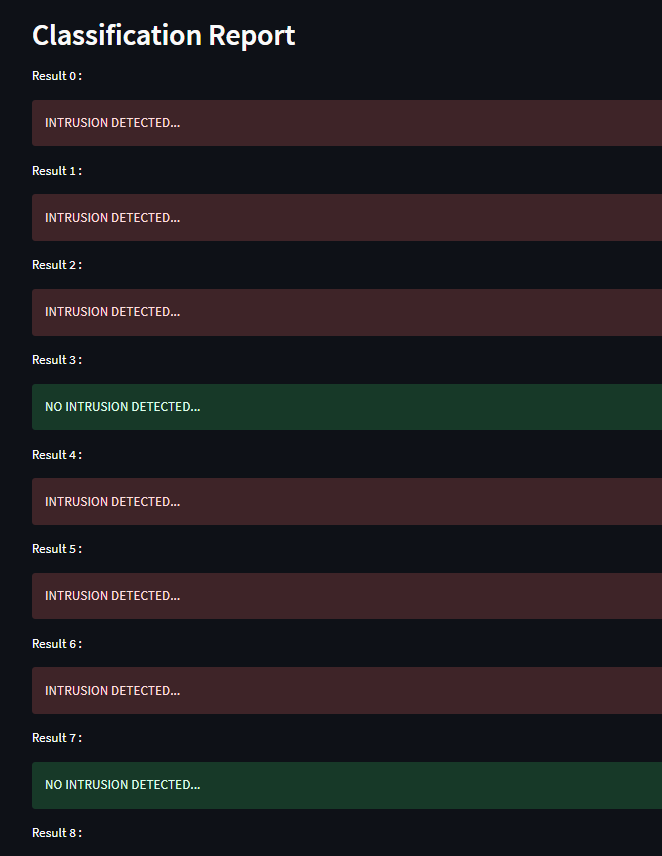 Classification Report
Result 0 :
INTRUSION DETECTED...
Result 1 :
INTRUSION DETECTED...
Result 2 :
INTRUSION DETECTED...
Result 3 :
NO INTRUSION DETECTED...
Result 4 :
INTRUSION DETECTED...
Result 5 :
INTRUSION DETECTED...
Result 6 :
INTRUSION DETECTED...
Result 7 :
NO INTRUSION DETECTED...
Result 8 :